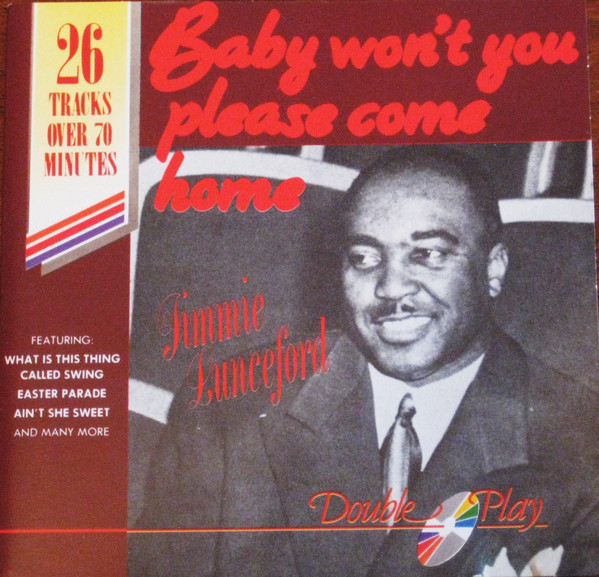 26
TRACKS
OVER 70
MINUTES
Baby won't you
please come
home
Jimmie
Lunceford
FEATURING:
WHAT IS THIS THING
CALLED SWING
EASTER PARADE
AIN'T SHE SWEET
AND MANY MORE
Double Play